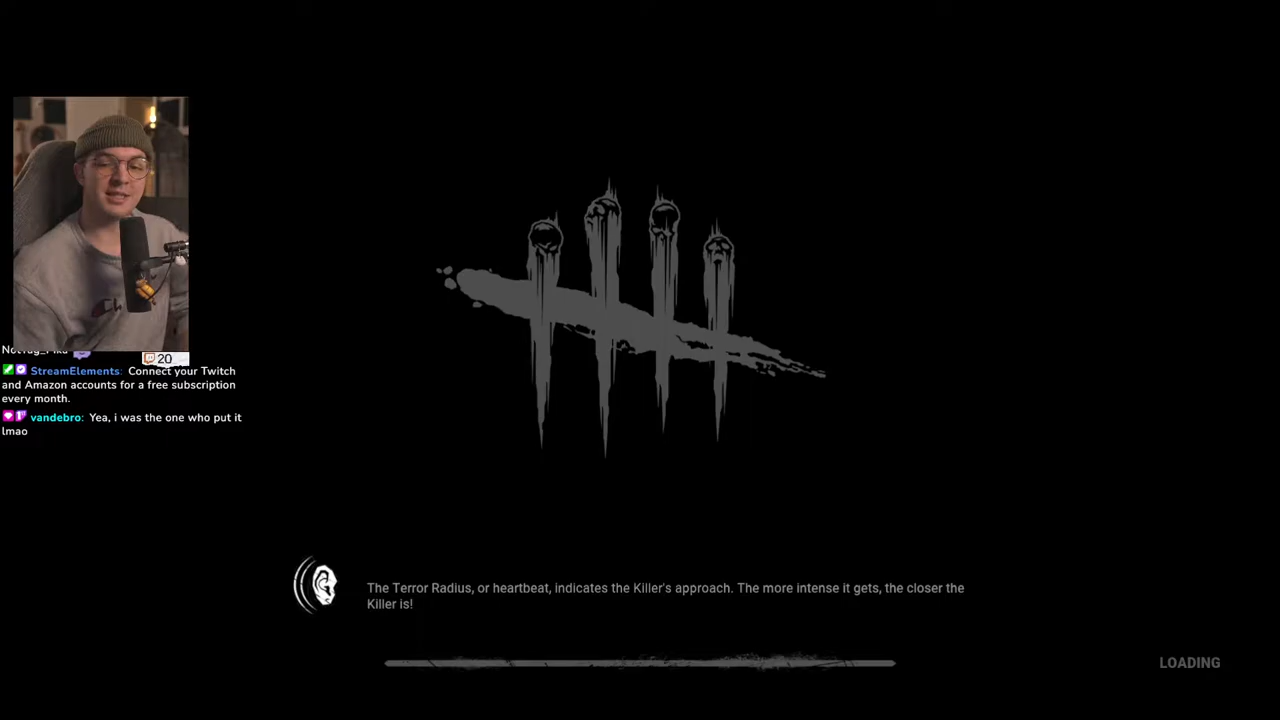 20
StreamElements: Connect your Twitch
and Amazon accounts for a free subscription
every month.
vandebro: Yea, i was the one who put it
lmao
The Terror Radius, or heartbeat, indicates the Killer's approach. The more intense it gets, the closer the
Killer is!
LOADING